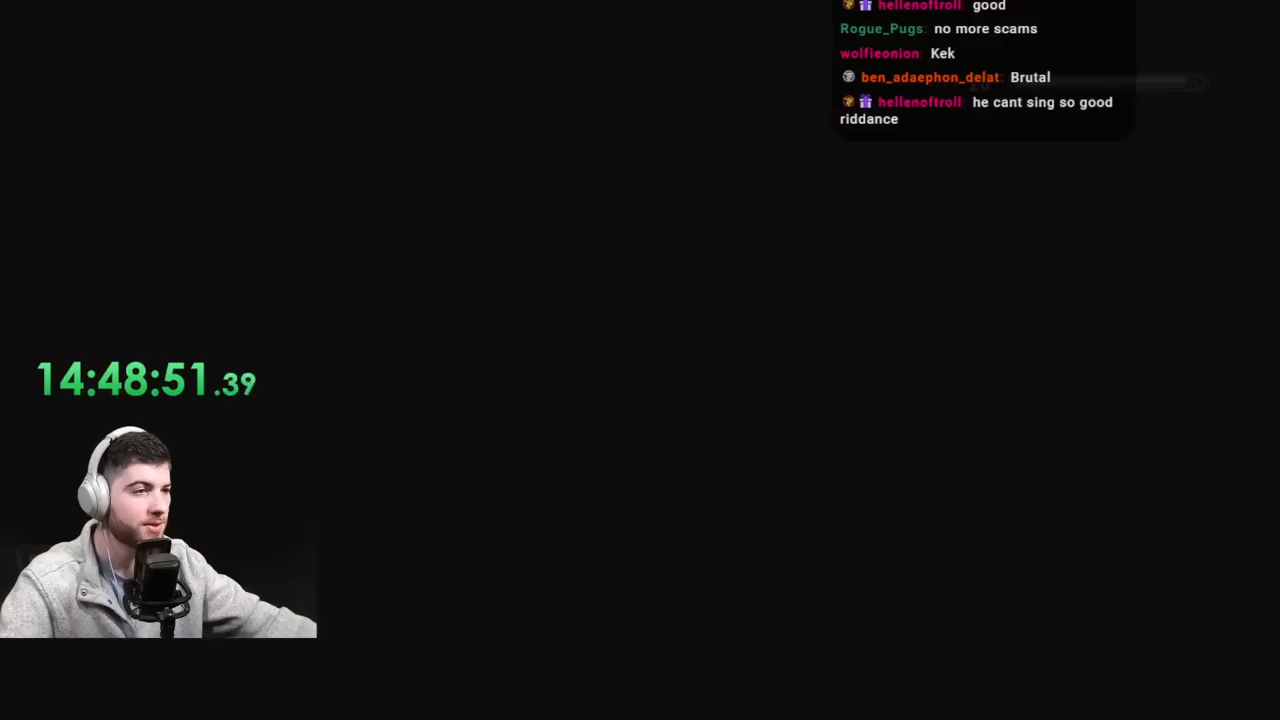 hellenoftroll: good
Rogue_Pugs: no more scams
wolfieonion: Kek
ben_adaephon_delat: Brutal
hellenoftroll: he cant sing so good
riddance
14:48:51.39